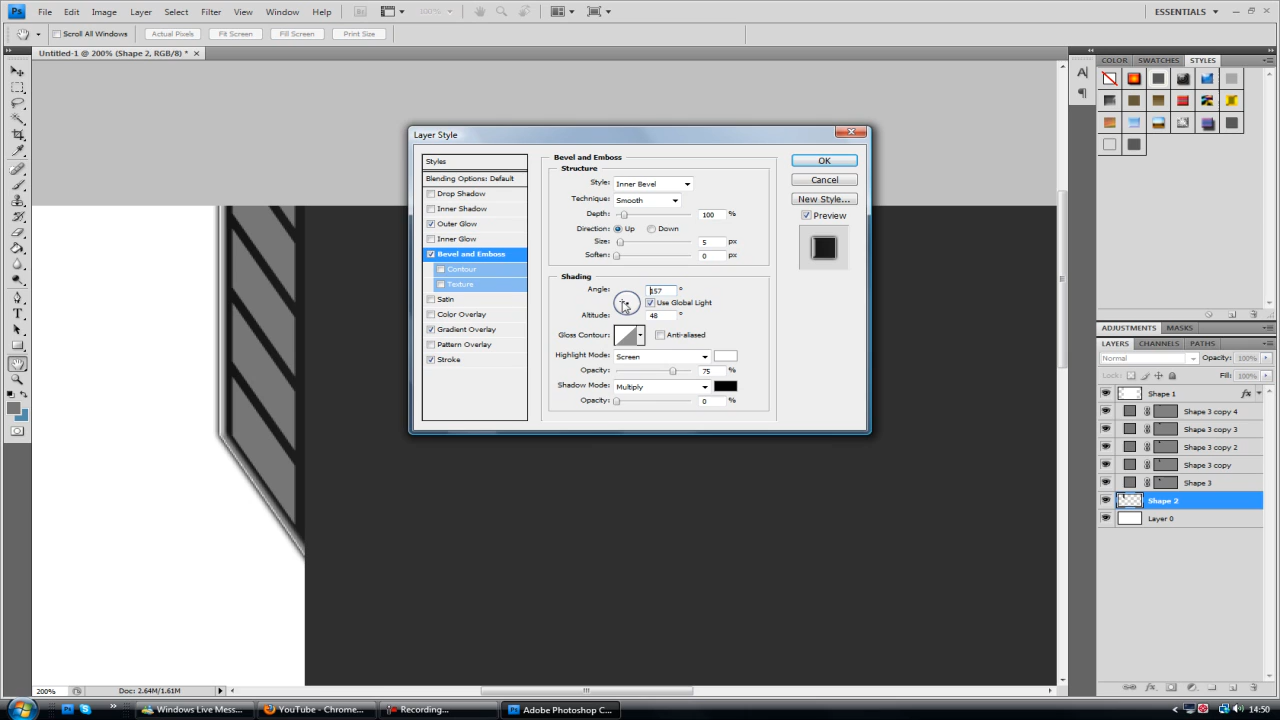 Ps File Edit Image Layer Select Filter View Window Help 100% ESSENTIALS
Scroll All Windows Actual Pixels Fit Screen Fill Screen Print Size
Untitled-1 @ 200% (Shape 2, RGB/8) * ×
COLOR SWATCHES STYLES
Layer Style
Styles
Blending Options: Default
Drop Shadow
Inner Shadow
Outer Glow
Inner Glow
Bevel and Emboss
Contour
Texture
Satin
Color Overlay
Gradient Overlay
Pattern Overlay
Stroke
Bevel and Emboss
Structure
Style: Inner Bevel
Technique: Smooth
Depth: 100 %
Direction: Up Down
Size: 5 px
Soften: 0 px
Shading
Angle: 157 °
Use Global Light
Altitude: 48 °
Gloss Contour: Anti-aliased
Highlight Mode: Screen
Opacity: 75 %
Shadow Mode: Multiply
Opacity: 0 %
OK
Cancel
New Style...
Preview
ADJUSTMENTS MASKS
LAYERS CHANNELS PATHS
Normal Opacity: 100%
Lock: Fill: 100%
Shape 1 fx
Shape 3 copy 4
Shape 3 copy 3
Shape 3 copy 2
Shape 3 copy
Shape 3
Shape 2
Layer 0
200% Doc: 2.64M/1.61M
Ps Windows Live Mess... YouTube - Chrome... Recording... Ps Adobe Photoshop C... 14:50